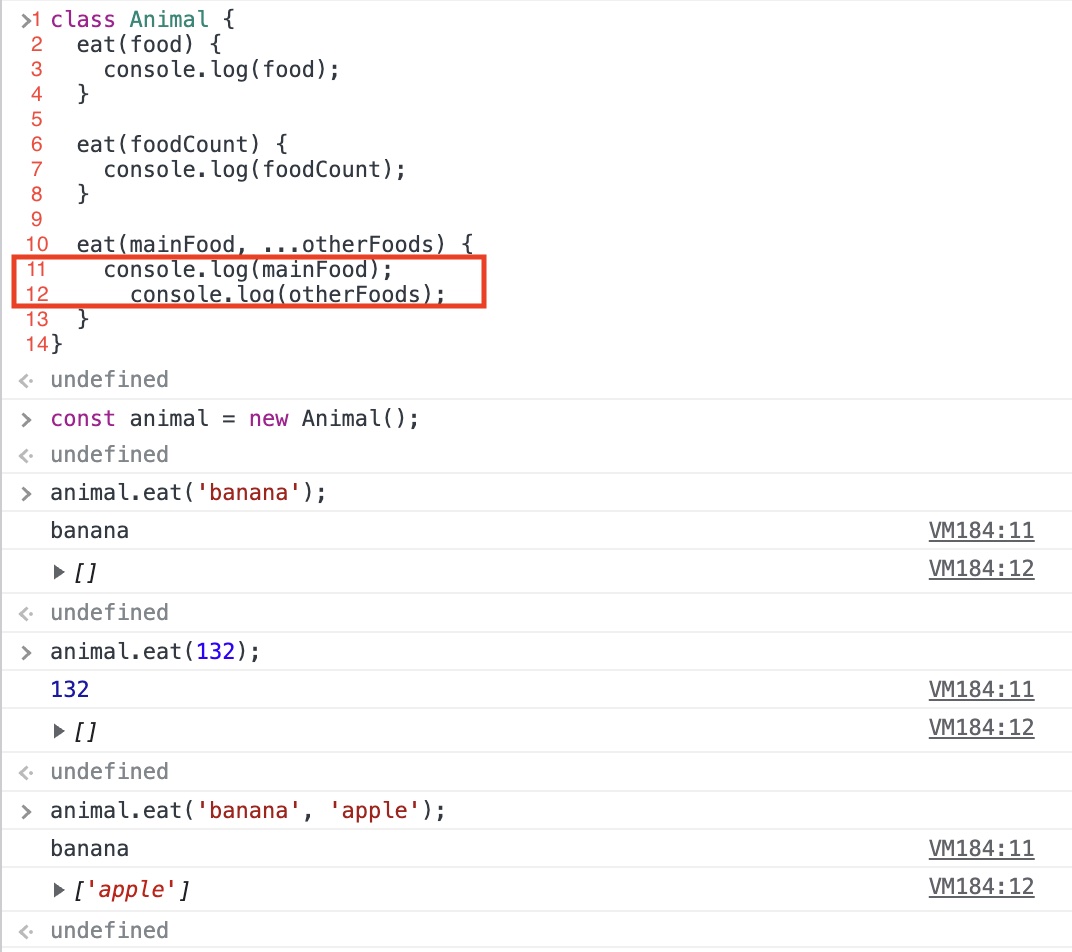 1 class Animal {
2   eat(food) {
3     console.log(food);
4   }
5
6   eat(foodCount) {
7     console.log(foodCount);
8   }
9
10   eat(mainFood, ...otherFoods) {
11     console.log(mainFood);
12       console.log(otherFoods);
13   }
14 }
undefined
const animal = new Animal();
undefined
animal.eat('banana');
banana VM184:11
[] VM184:12
undefined
animal.eat(132);
132 VM184:11
[] VM184:12
undefined
animal.eat('banana', 'apple');
banana VM184:11
['apple'] VM184:12
undefined